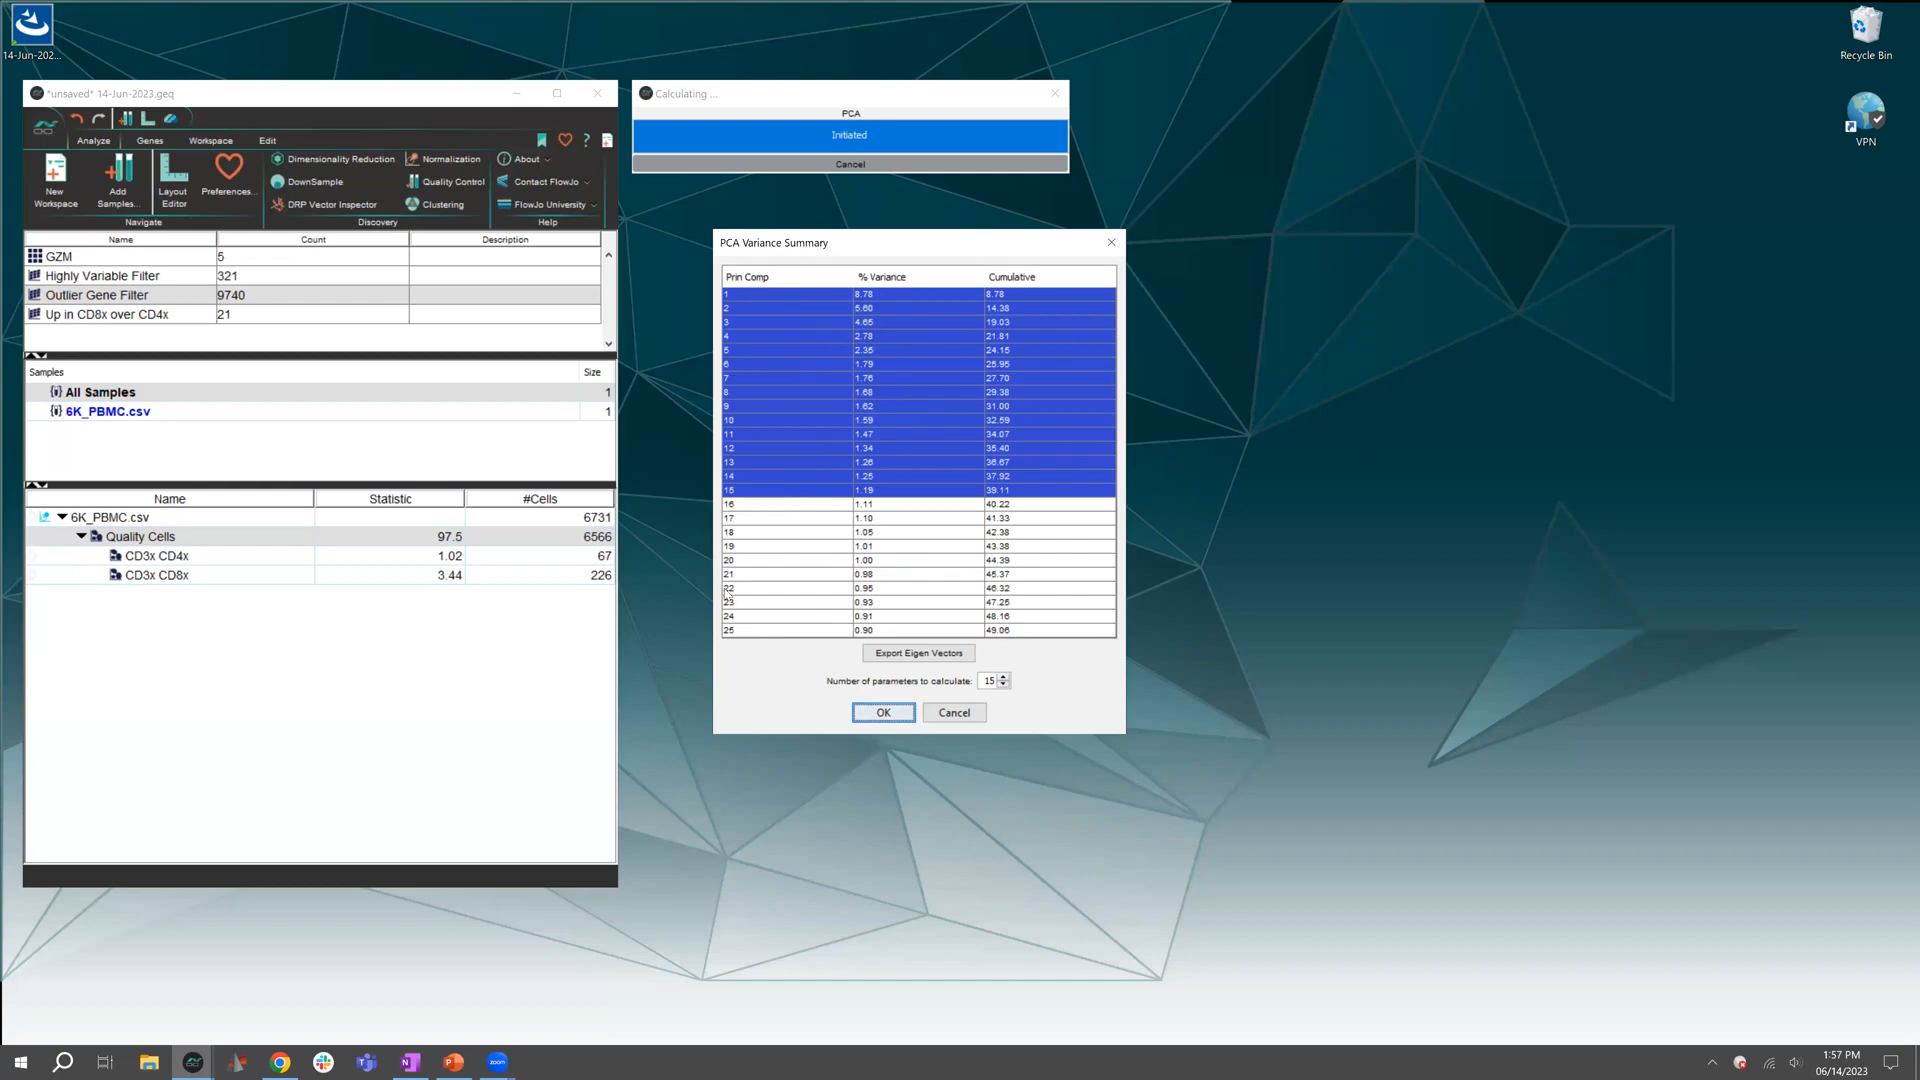 14-Jun-202...
Recycle Bin
VPN
*unsaved* 14-Jun-2023.geq
Analyze Genes Workspace Edit
?
New Workspace
Add Samples...
Layout Editor
Preferences...
Navigate
Dimensionality Reduction
DownSample
DRP Vector Inspector
Normalization
Quality Control
Clustering
Discovery
About
Contact FlowJo
FlowJo University
Help
Name Count Description
GZM 5
Highly Variable Filter 321
Outlier Gene Filter 9740
Up in CD8x over CD4x 21
Samples Size
All Samples 1
6K_PBMC.csv 1
Name Statistic #Cells
6K_PBMC.csv 6731
Quality Cells 97.5 6566
CD3x CD4x 1.02 67
CD3x CD8x 3.44 226
Calculating ...
PCA
Initiated
Cancel
PCA Variance Summary
Prin Comp % Variance Cumulative
1 8.78 8.78
2 5.60 14.38
3 4.65 19.03
4 2.78 21.81
5 2.35 24.15
6 1.79 25.95
7 1.76 27.70
8 1.68 29.38
9 1.62 31.00
10 1.59 32.59
11 1.47 34.07
12 1.34 35.40
13 1.26 36.67
14 1.25 37.92
15 1.19 39.11
16 1.11 40.22
17 1.10 41.33
18 1.05 42.38
19 1.01 43.38
20 1.00 44.39
21 0.98 45.37
22 0.95 46.32
23 0.93 47.25
24 0.91 48.16
25 0.90 49.06
Export Eigen Vectors
Number of parameters to calculate: 15
OK Cancel
zoom
1:57 PM
06/14/2023